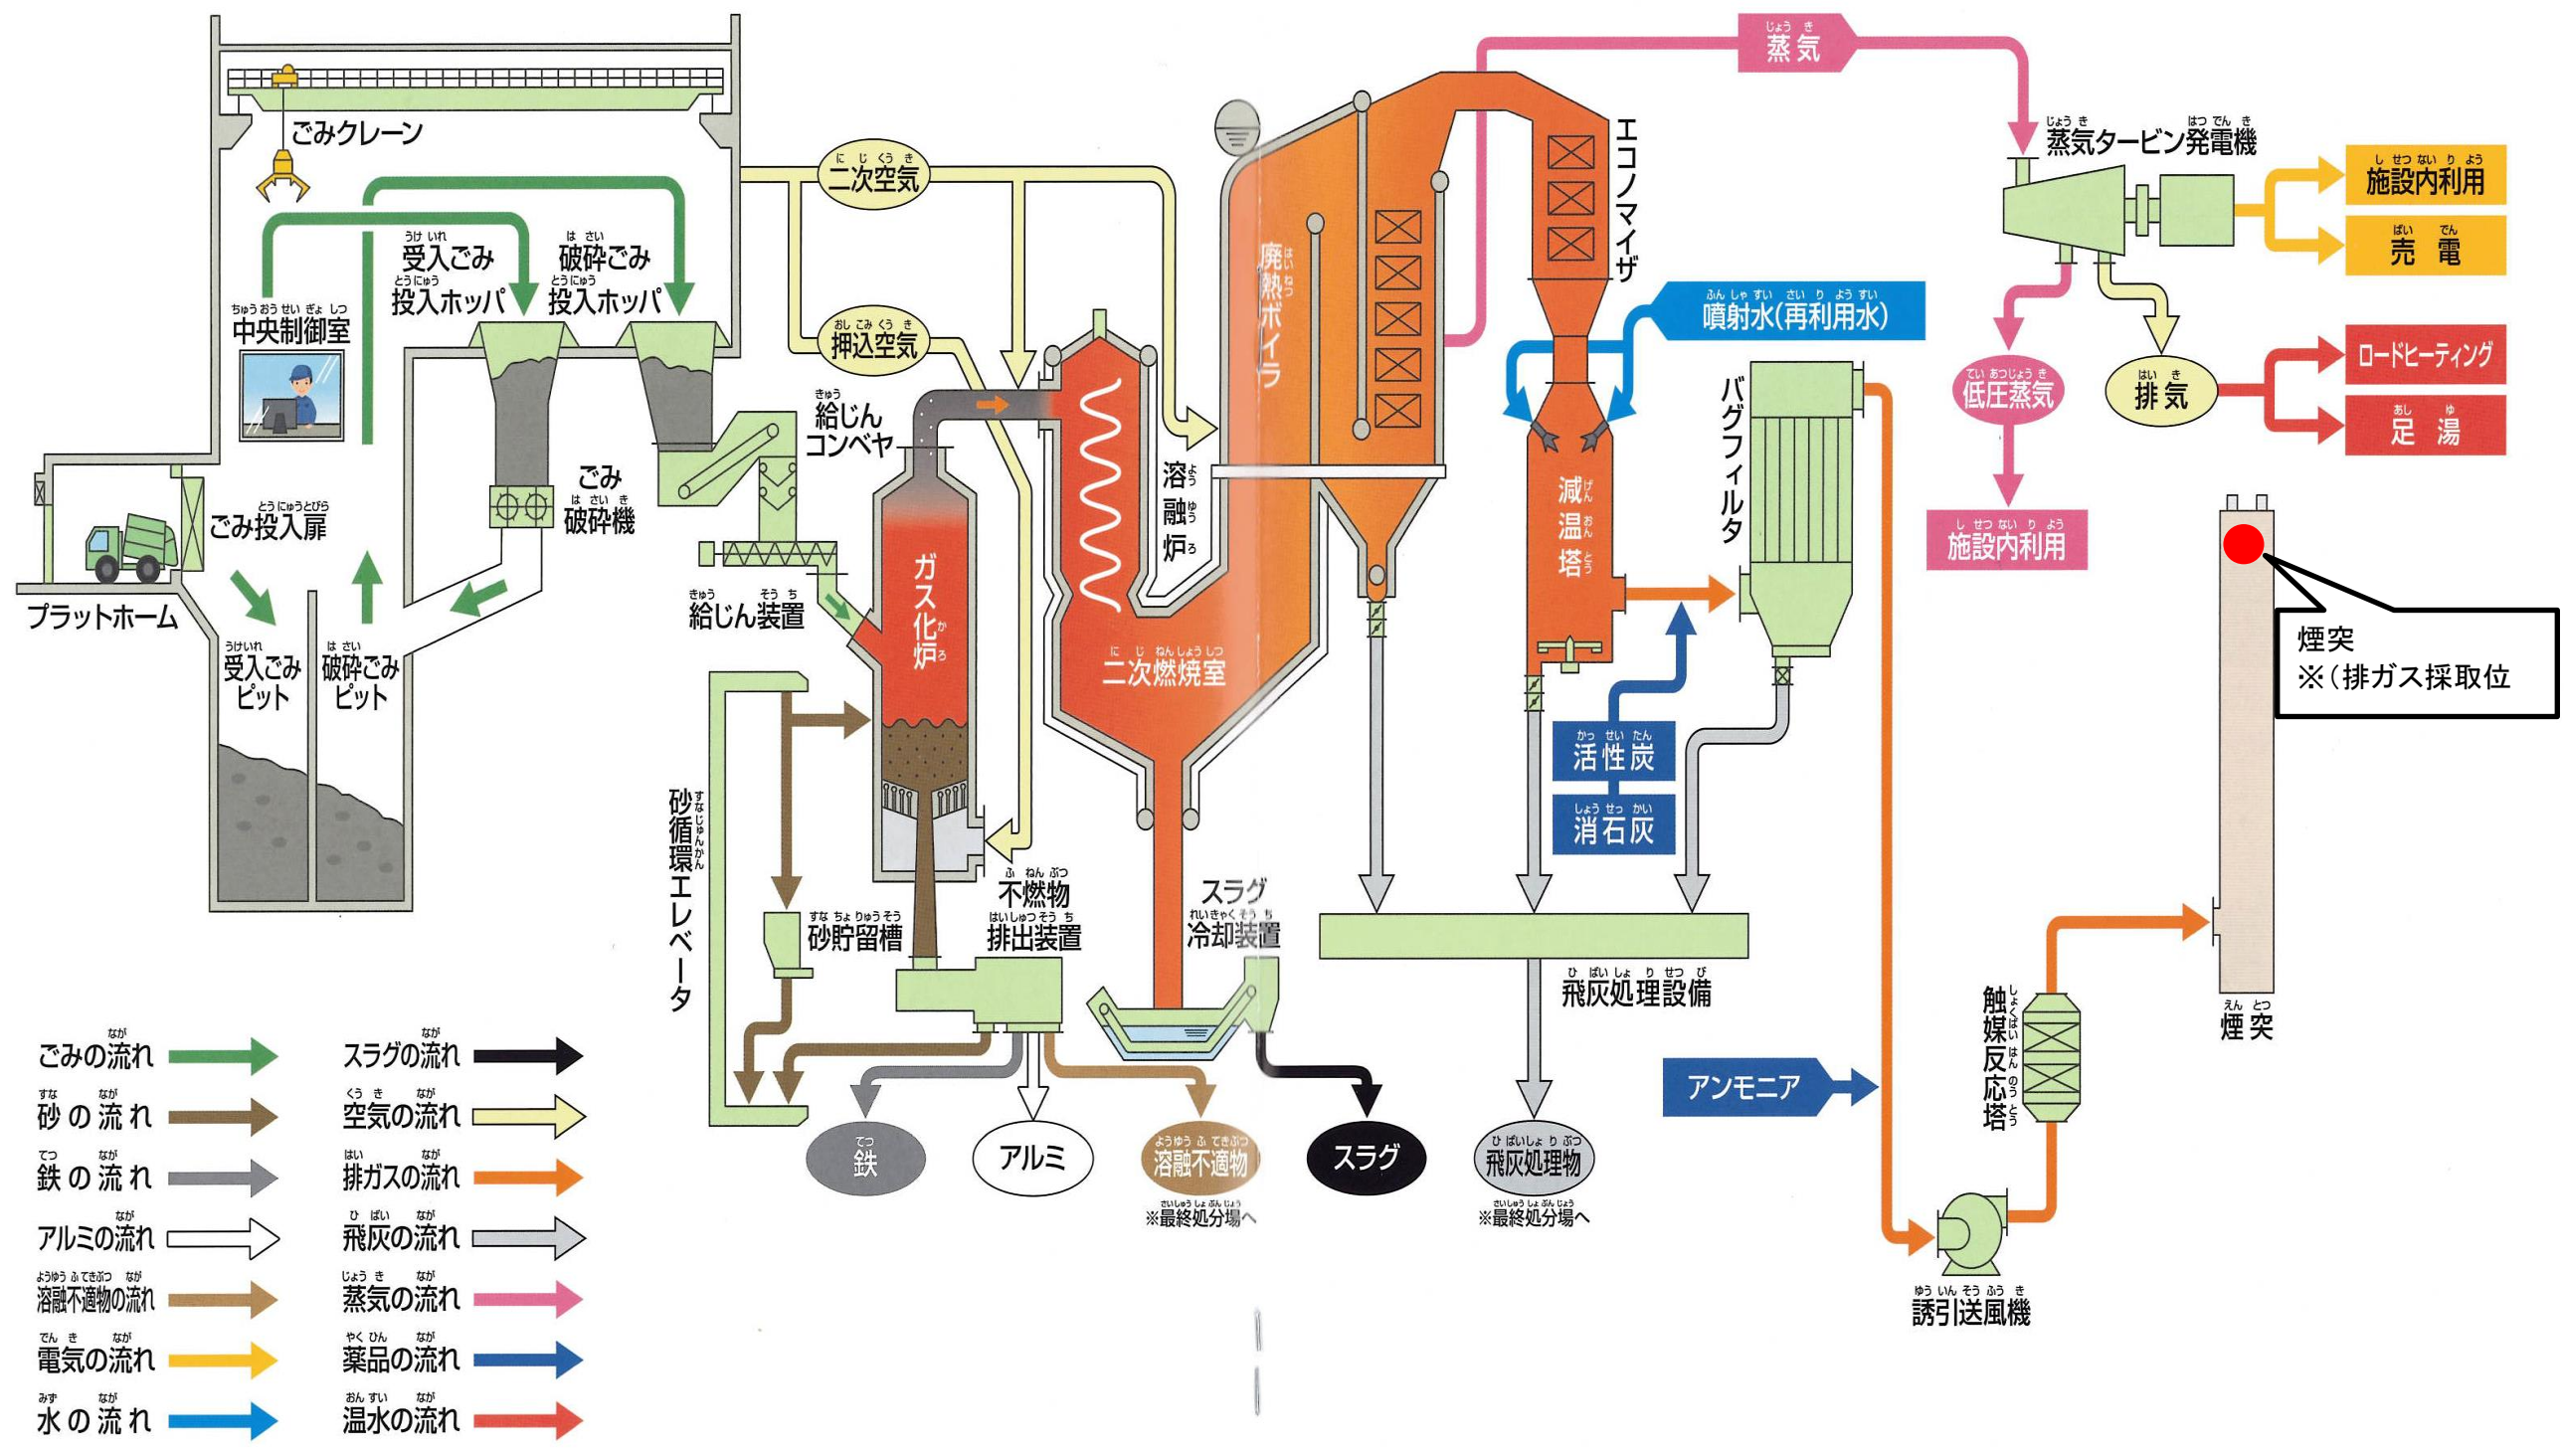 ごみクレーン
受入ごみ
投入ホッパ
破砕ごみ
投入ホッパ
中央制御室
ごみ投入扉
プラットホーム
受入ごみ
ピット
破砕ごみ
ピット
ごみ
破砕機
給じん
コンベヤ
給じん装置
二次空気
押込空気
ガス化炉
溶融炉
二次燃焼室
廃熱ボイラ
エコノマイザ
蒸気
蒸気タービン発電機
施設内利用
売電
低圧蒸気
排気
施設内利用
ロードヒーティング
足湯
噴射水(再利用水)
減温塔
バグフィルタ
活性炭
消石灰
煙突
※(排ガス採取位
煙突
砂循環エレベータ
砂貯留槽
不燃物
排出装置
スラグ
冷却装置
飛灰処理設備
アンモニア
触媒反応塔
誘引送風機
鉄
アルミ
溶融不適物
※最終処分場へ
スラグ
飛灰処理物
※最終処分場へ
ごみの流れ
砂の流れ
鉄の流れ
アルミの流れ
溶融不適物の流れ
電気の流れ
水の流れ
スラグの流れ
空気の流れ
排ガスの流れ
飛灰の流れ
蒸気の流れ
薬品の流れ
温水の流れ